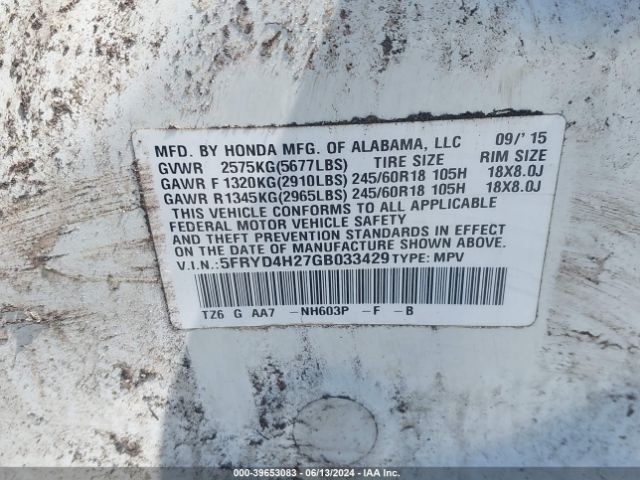 MFD. BY HONDA MFG. OF ALABAMA, LLC 09/' 15
GVWR 2575KG(5677LBS) TIRE SIZE RIM SIZE
GAWR F 1320KG(2910LBS) 245/60R18 105H 18X8.0J
GAWR R1345KG(2965LBS) 245/60R18 105H 18X8.0J
THIS VEHICLE CONFORMS TO ALL APPLICABLE
FEDERAL MOTOR VEHICLE SAFETY
AND THEFT PREVENTION STANDARDS IN EFFECT
ON THE DATE OF MANUFACTURE SHOWN ABOVE.
V.I.N.:5FRYD4H27GB033429 TYPE: MPV
TZ6 G AA7 -NH603P -F -B
000-39653083 - 06/13/2024 - IAA Inc.